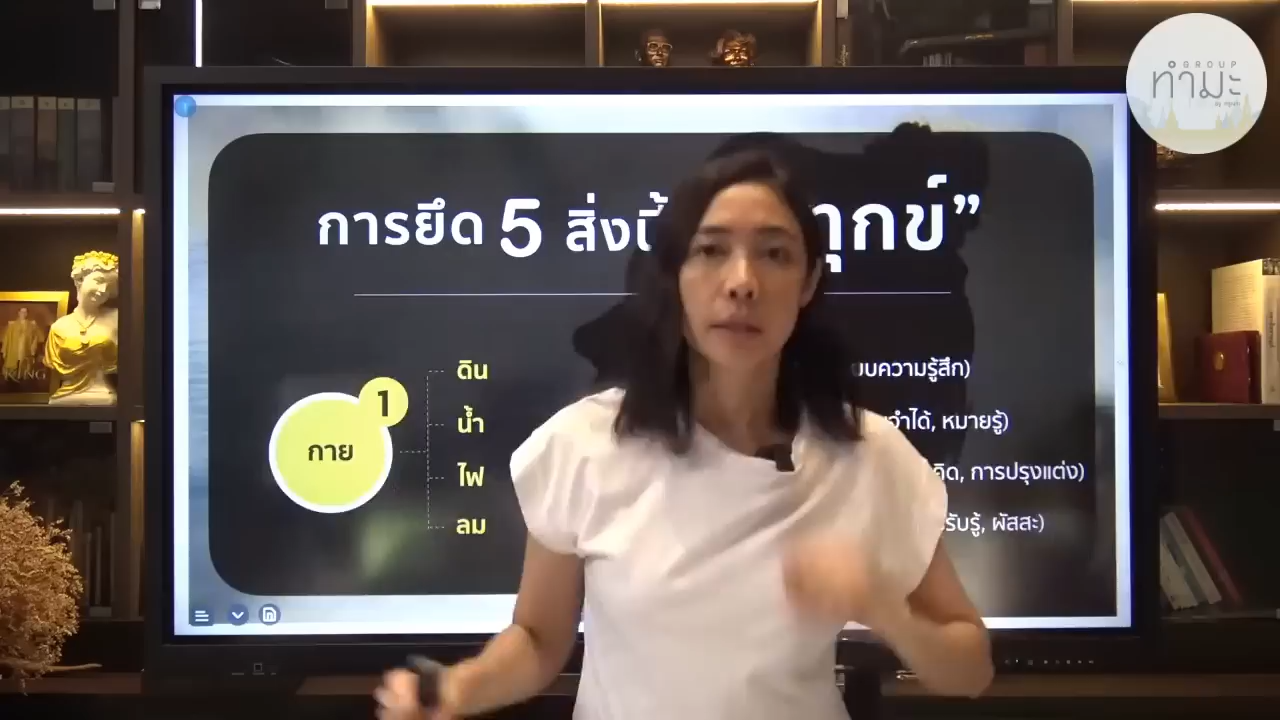 GROUP
ทำมะ
การยึด 5 สิ่งนี้ ทุกข์”
1
กาย
ดิน
น้ำ
ไฟ
ลม
ความรู้สึก)
จำได้, หมายรู้)
คิด, การปรุงแต่ง)
รับรู้, ผัสสะ)
KING